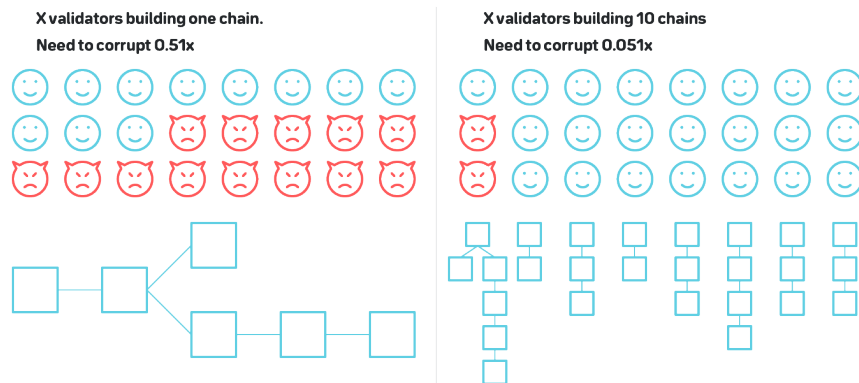 X validators building one chain.
Need to corrupt 0.51x
X validators building 10 chains
Need to corrupt 0.051x